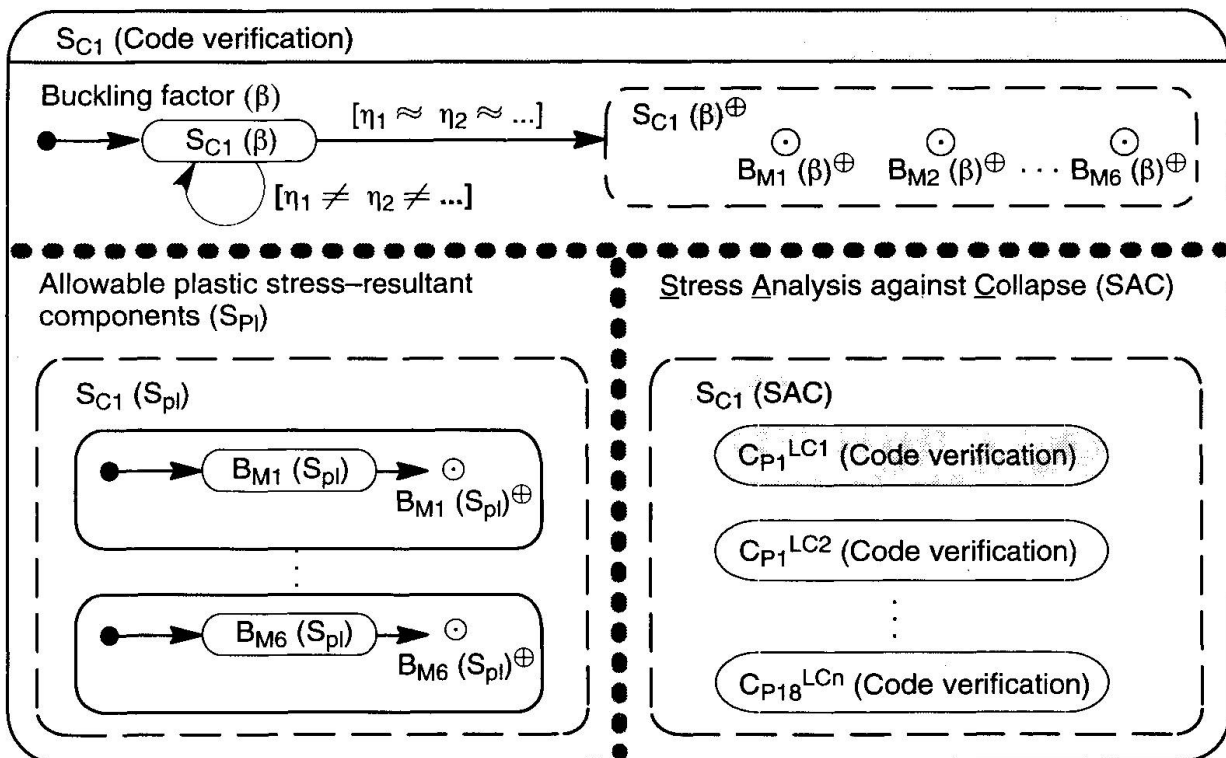 S_C1 (Code verification)
Buckling factor (β)
S_C1 (β)
[η₁ ≈ η₂ ≈ ...]
[η₁ ≠ η₂ ≠ ...]
S_C1 (β)⊕
B_M1 (β)⊕ B_M2 (β)⊕ ··· B_M6 (β)⊕
Allowable plastic stress–resultant
components (S_Pl)
S_C1 (S_pl)
B_M1 (S_pl)
B_M1 (S_pl)⊕
B_M6 (S_pl)
B_M6 (S_pl)⊕
Stress Analysis against Collapse (SAC)
S_C1 (SAC)
C_P1^LC1 (Code verification)
C_P1^LC2 (Code verification)
C_P18^LCn (Code verification)